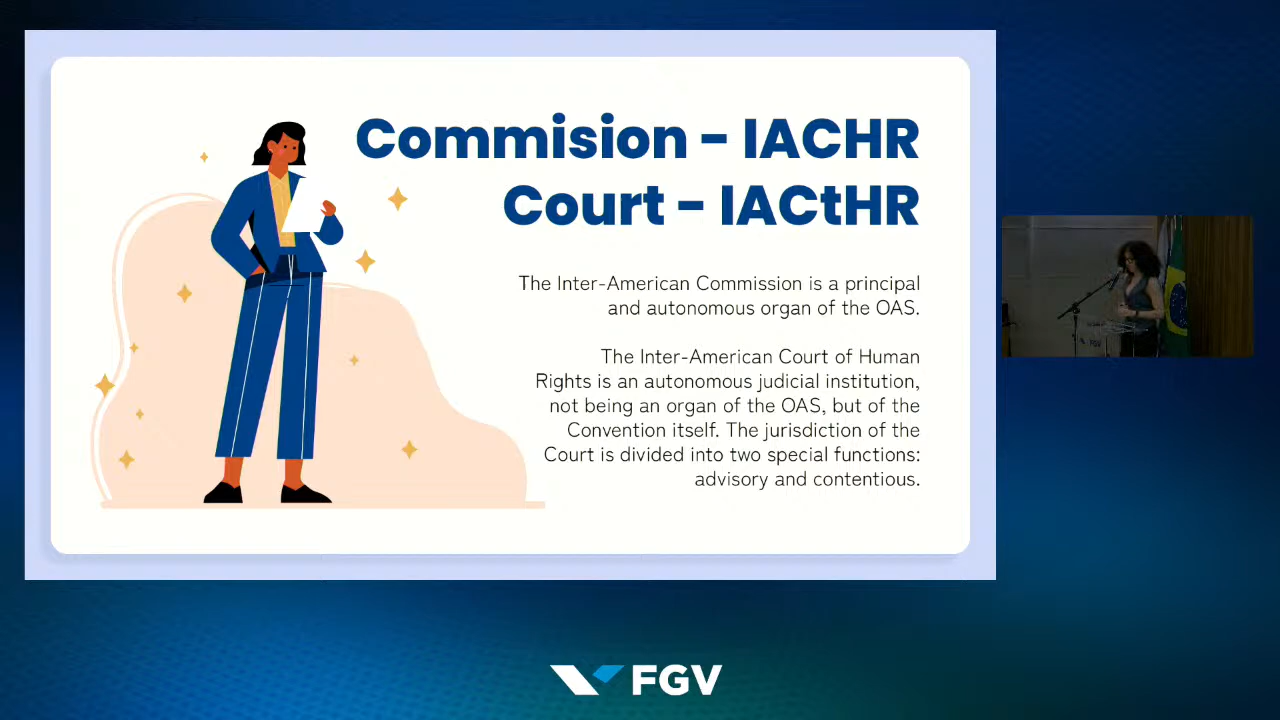 Commision - IACHR
Court - IACtHR
The Inter-American Commission is a principal
and autonomous organ of the OAS.
The Inter-American Court of Human
Rights is an autonomous judicial institution,
not being an organ of the OAS, but of the
Convention itself. The jurisdiction of the
Court is divided into two special functions:
advisory and contentious.
FGV